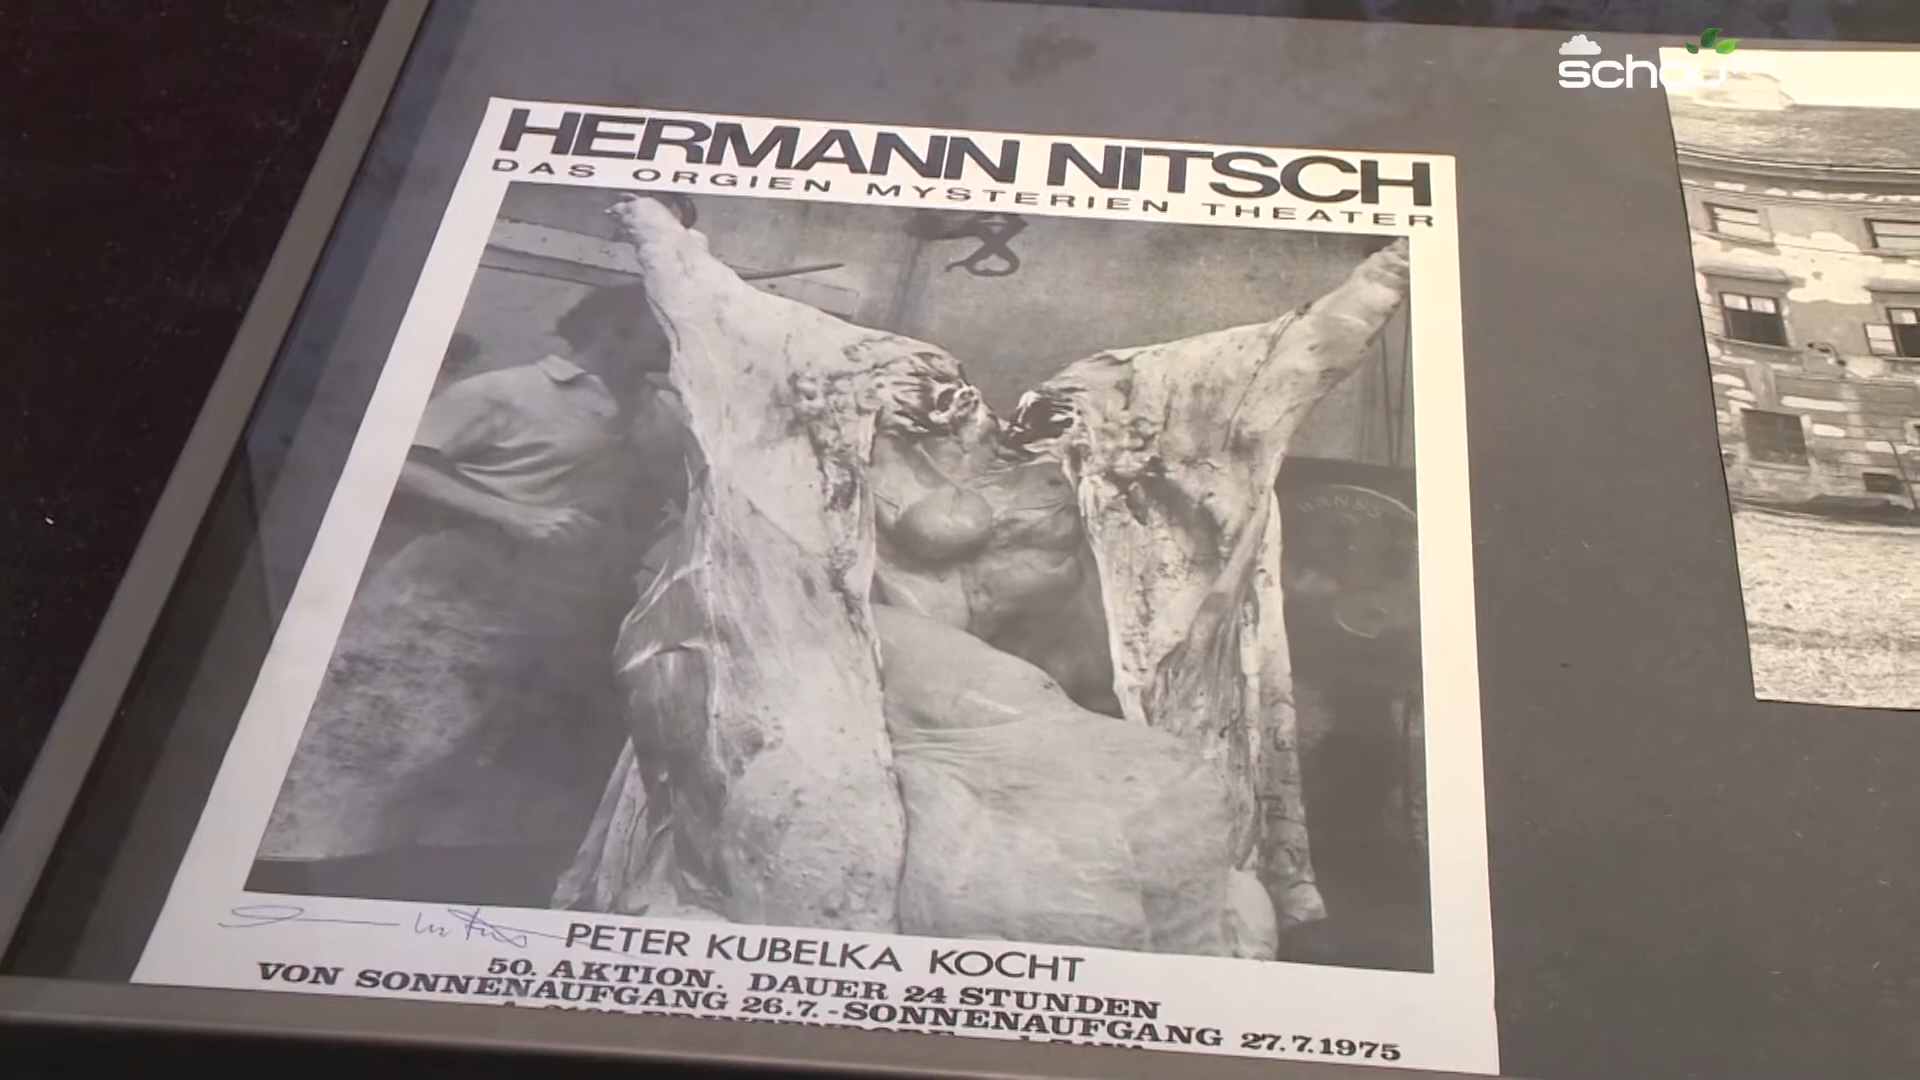 schau
HERMANN NITSCH
DAS ORGIEN MYSTERIEN THEATER
PETER KUBELKA KOCHT
50. AKTION. DAUER 24 STUNDEN
VON SONNENAUFGANG 26.7. - SONNENAUFGANG 27.7.1975